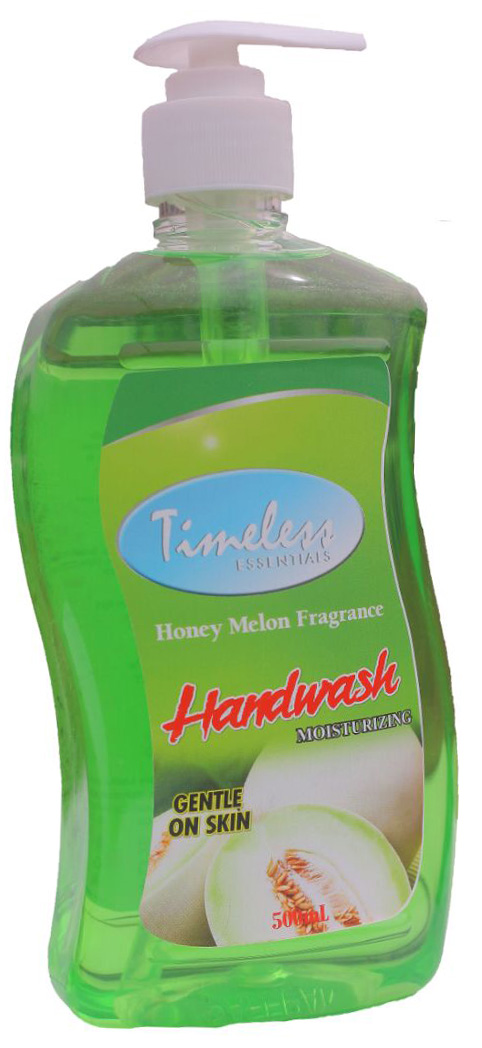 Timeless
ESSENTIALS
Honey Melon Fragrance
Handwash
MOISTURIZING
GENTLE
ON SKIN
500mL